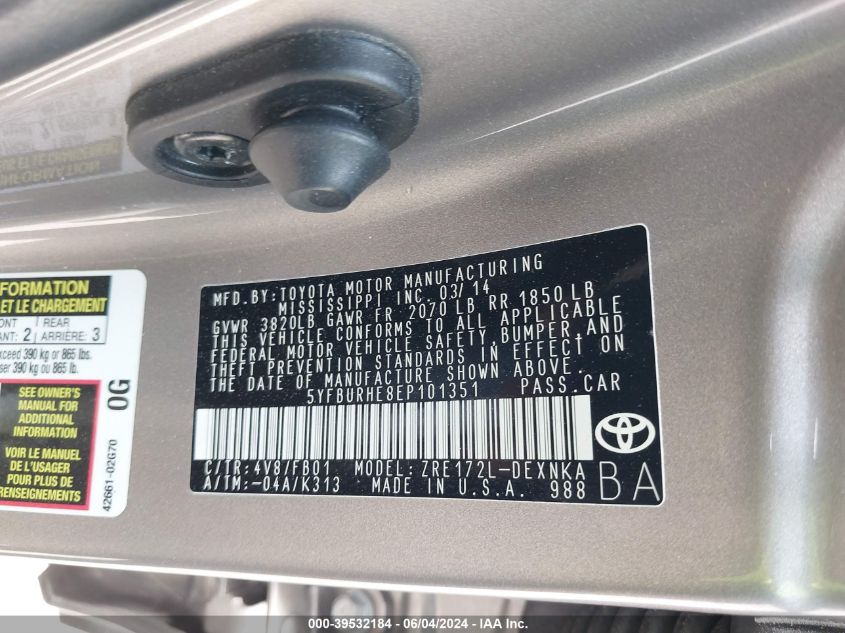 MFD.BY:TOYOTA MOTOR MANUFACTURING
MISSISSIPPI INC. 03/14
GVWR 3820LB GAWR FR 2070 LB RR 1850 LB
THIS VEHICLE CONFORMS TO ALL APPLICABLE
FEDERAL MOTOR VEHICLE SAFETY,BUMPER,AND
THEFT PREVENTION STANDARDS IN EFFECT ON
THE DATE OF MANUFACTURE SHOWN ABOVE.
5YFBURHE8EP101351 PASS.CAR
C/TR:4V8/FB01 MODEL: ZRE172L-DEXNKA
A/TM:-04A/K313 MADE IN U.S.A. 988
BA
FORMATION
ET LE CHARGEMENT
ONT REAR
ANT: 2 ARRIÈRE: 3
xceed 390 kg or 865 lbs.
ser 390 kg ou 865 lb.
SEE OWNER'S
MANUAL FOR
ADDITIONAL
INFORMATION
VOIR LE MANUEL
DE L'USAGER
POUR PLUS DE
RENSEIGNEMENTS
0G
42661-02G70
000-39532184 - 06/04/2024 - IAA Inc.